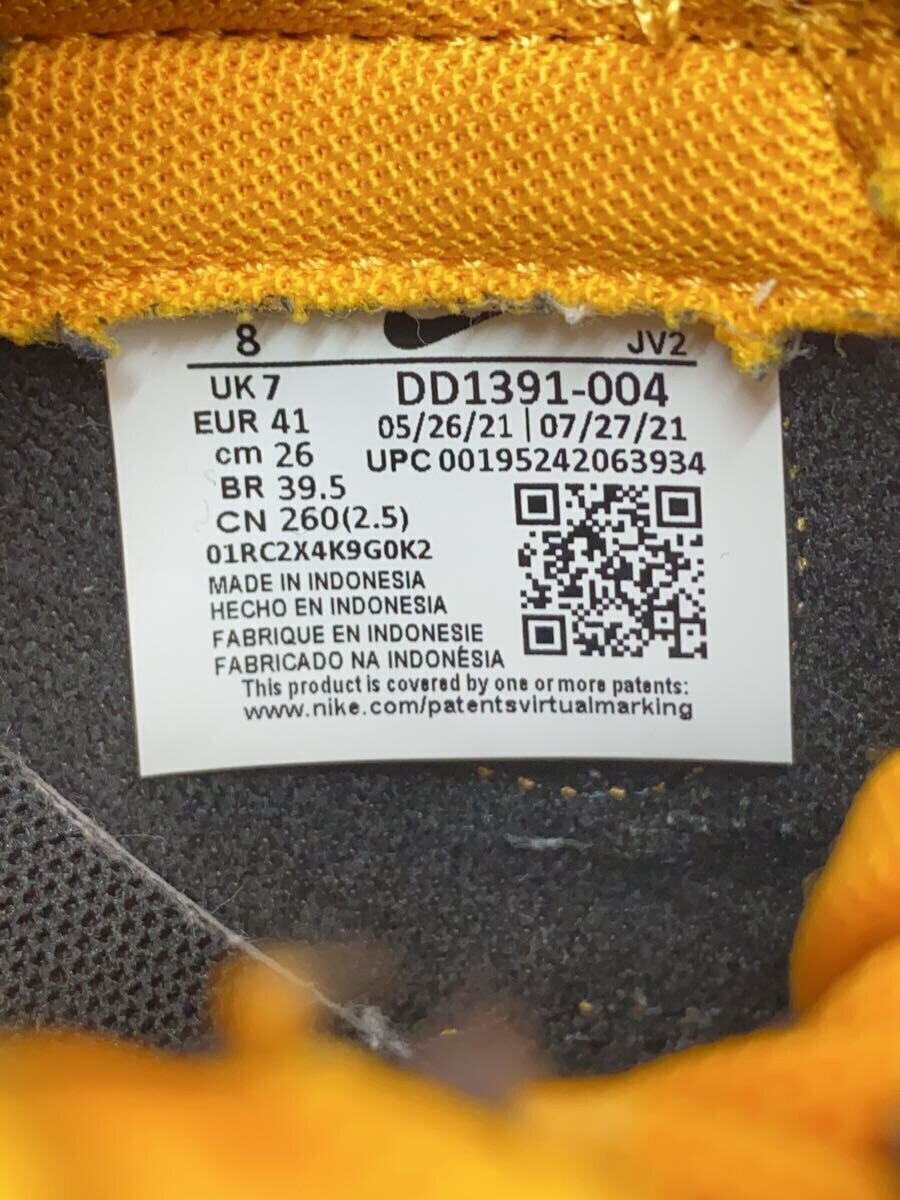 8
JV2
UK 7
EUR 41
cm 26
BR 39.5
CN 260(2.5)
01RC2X4K9G0K2
DD1391-004
05/26/21 | 07/27/21
UPC 00195242063934
MADE IN INDONESIA
HECHO EN INDONESIA
FABRIQUE EN INDONESIE
FABRICADO NA INDONÉSIA
This product is covered by one or more patents:
www.nike.com/patentsvirtualmarking